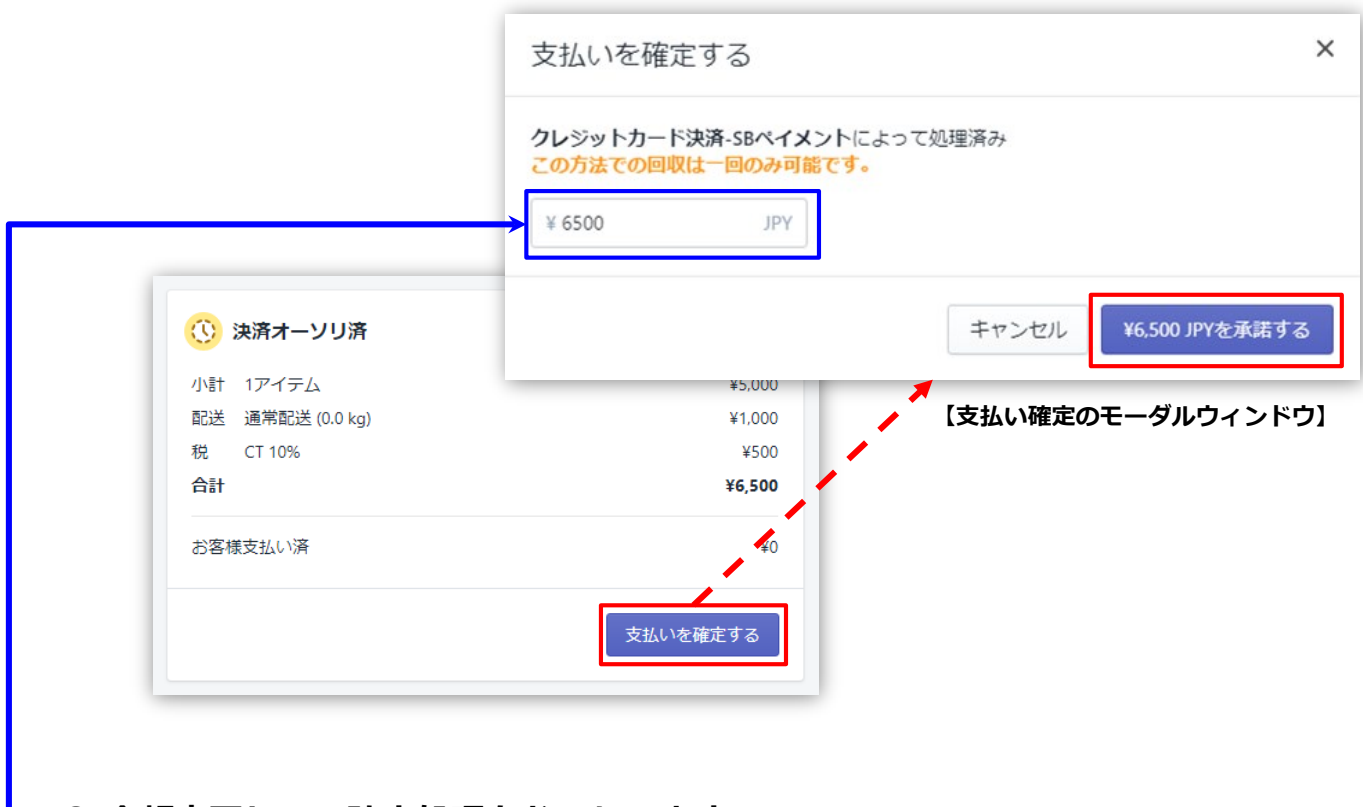 支払いを確定する
×
クレジットカード決済-SBペイメントによって処理済み
この方法での回収は一回のみ可能です。
¥ 6500 JPY
キャンセル
¥6,500 JPYを承諾する
【支払い確定のモーダルウィンドウ】
決済オーソリ済
小計 1アイテム ¥5,000
配送 通常配送 (0.0 kg) ¥1,000
税 CT 10% ¥500
合計 ¥6,500
お客様支払い済 ¥0
支払いを確定する